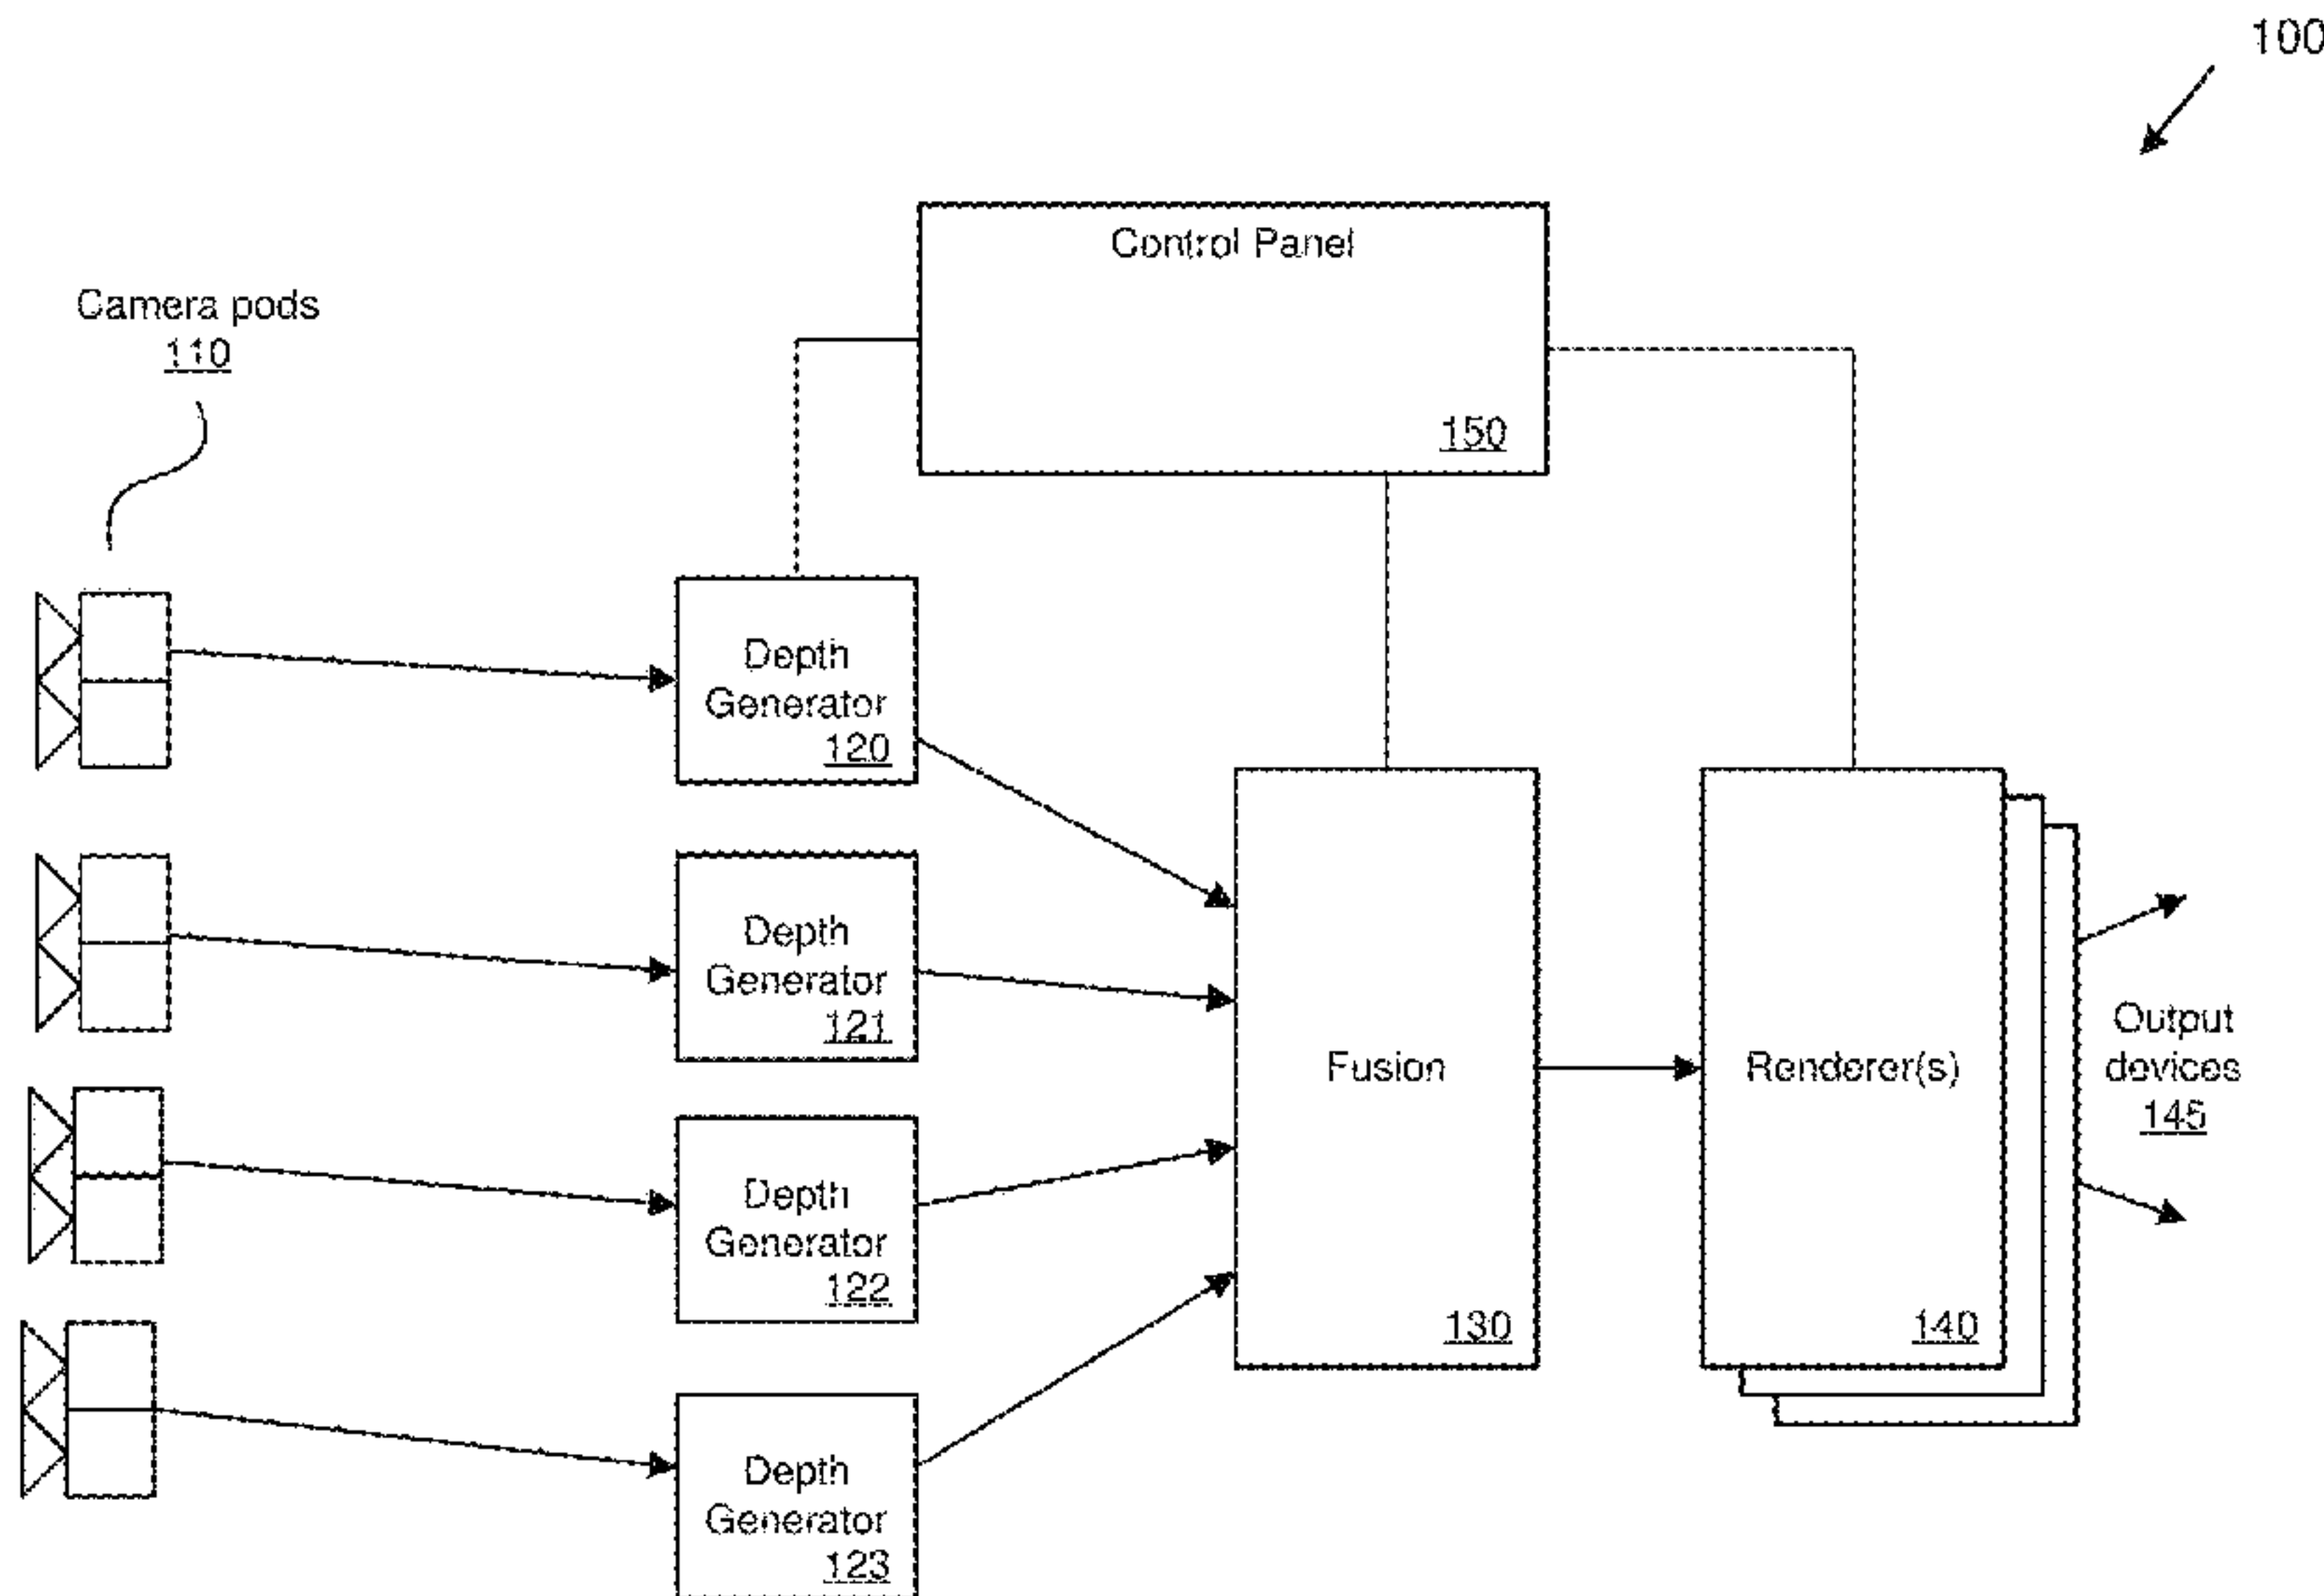 100
Control Panel
150
Camera pods
110
Depth
Generator
120
Depth
Generator
121
Depth
Generator
122
Depth
Generator
123
Fusion
130
Renderer(s)
140
Output
devices
145